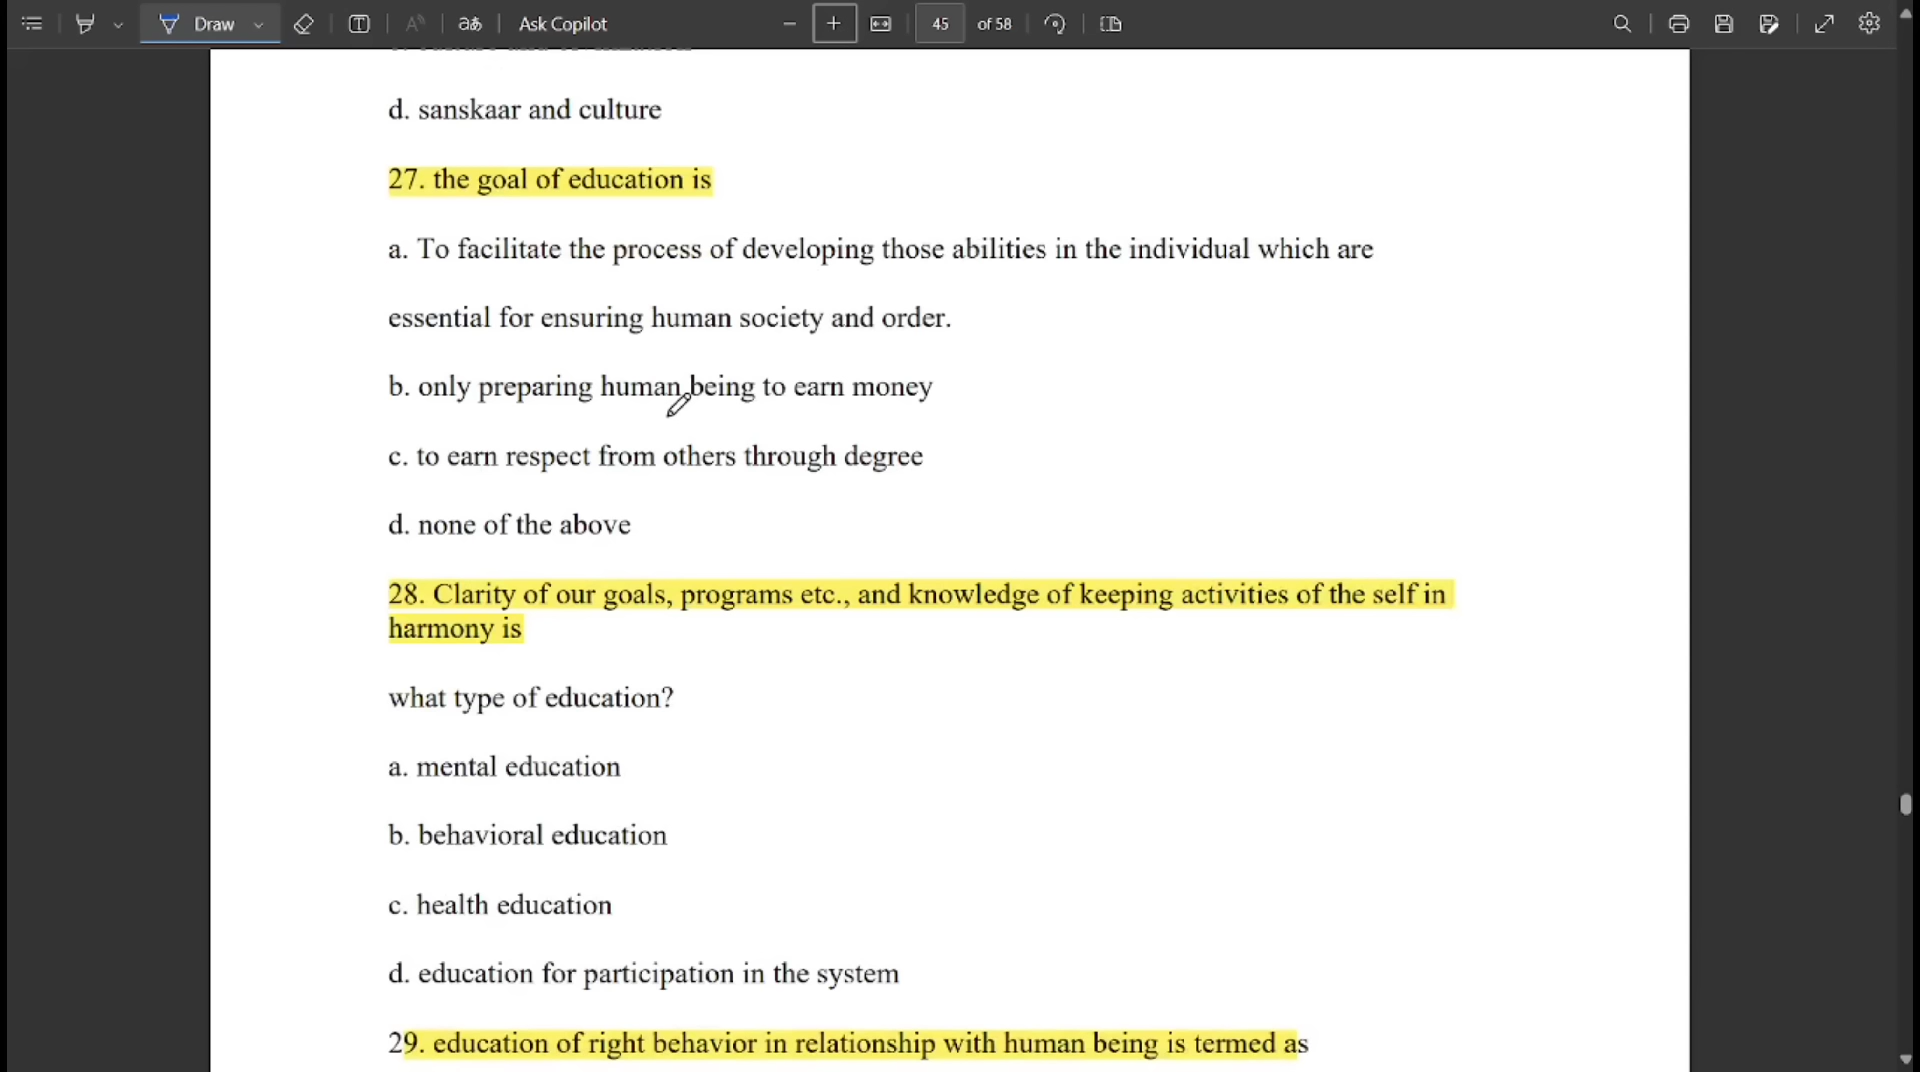 Draw
Ask Copilot
45 of 58
d. sanskaar and culture
27. the goal of education is
a. To facilitate the process of developing those abilities in the individual which are
essential for ensuring human society and order.
b. only preparing human being to earn money
c. to earn respect from others through degree
d. none of the above
28. Clarity of our goals, programs etc., and knowledge of keeping activities of the self in
harmony is
what type of education?
a. mental education
b. behavioral education
c. health education
d. education for participation in the system
29. education of right behavior in relationship with human being is termed as